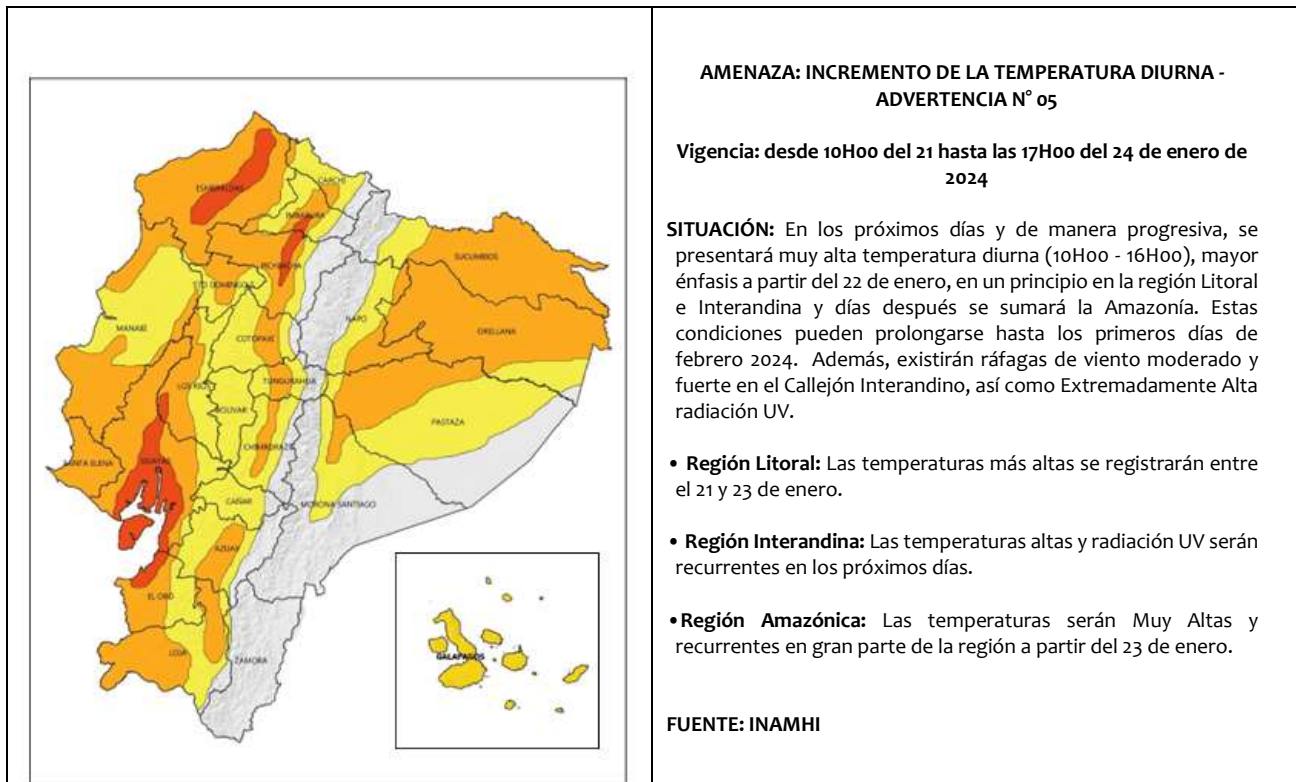 ESMERALDAS
CARCHI
IMBABURA
PICHINCHA
SUCUMBIOS
STO DOMINGO
NAPO
MANABI
ORELLANA
COTOPAXI
LOS RIOS
TUNGURAHUA
BOLIVAR
PASTAZA
CHIMBORAZO
SANTA ELENA
GUAYAS
CAÑAR
MORONA SANTIAGO
AZUAY
EL ORO
LOJA
ZAMORA
GALAPAGOS
AMENAZA: INCREMENTO DE LA TEMPERATURA DIURNA -
ADVERTENCIA N° 05
Vigencia: desde 10H00 del 21 hasta las 17H00 del 24 de enero de
2024
SITUACIÓN: En los próximos días y de manera progresiva, se
presentará muy alta temperatura diurna (10H00 - 16H00), mayor
énfasis a partir del 22 de enero, en un principio en la región Litoral
e Interandina y días después se sumará la Amazonía. Estas
condiciones pueden prolongarse hasta los primeros días de
febrero 2024. Además, existirán ráfagas de viento moderado y
fuerte en el Callejón Interandino, así como Extremadamente Alta
radiación UV.
• Región Litoral: Las temperaturas más altas se registrarán entre
el 21 y 23 de enero.
• Región Interandina: Las temperaturas altas y radiación UV serán
recurrentes en los próximos días.
•Región Amazónica: Las temperaturas serán Muy Altas y
recurrentes en gran parte de la región a partir del 23 de enero.
FUENTE: INAMHI